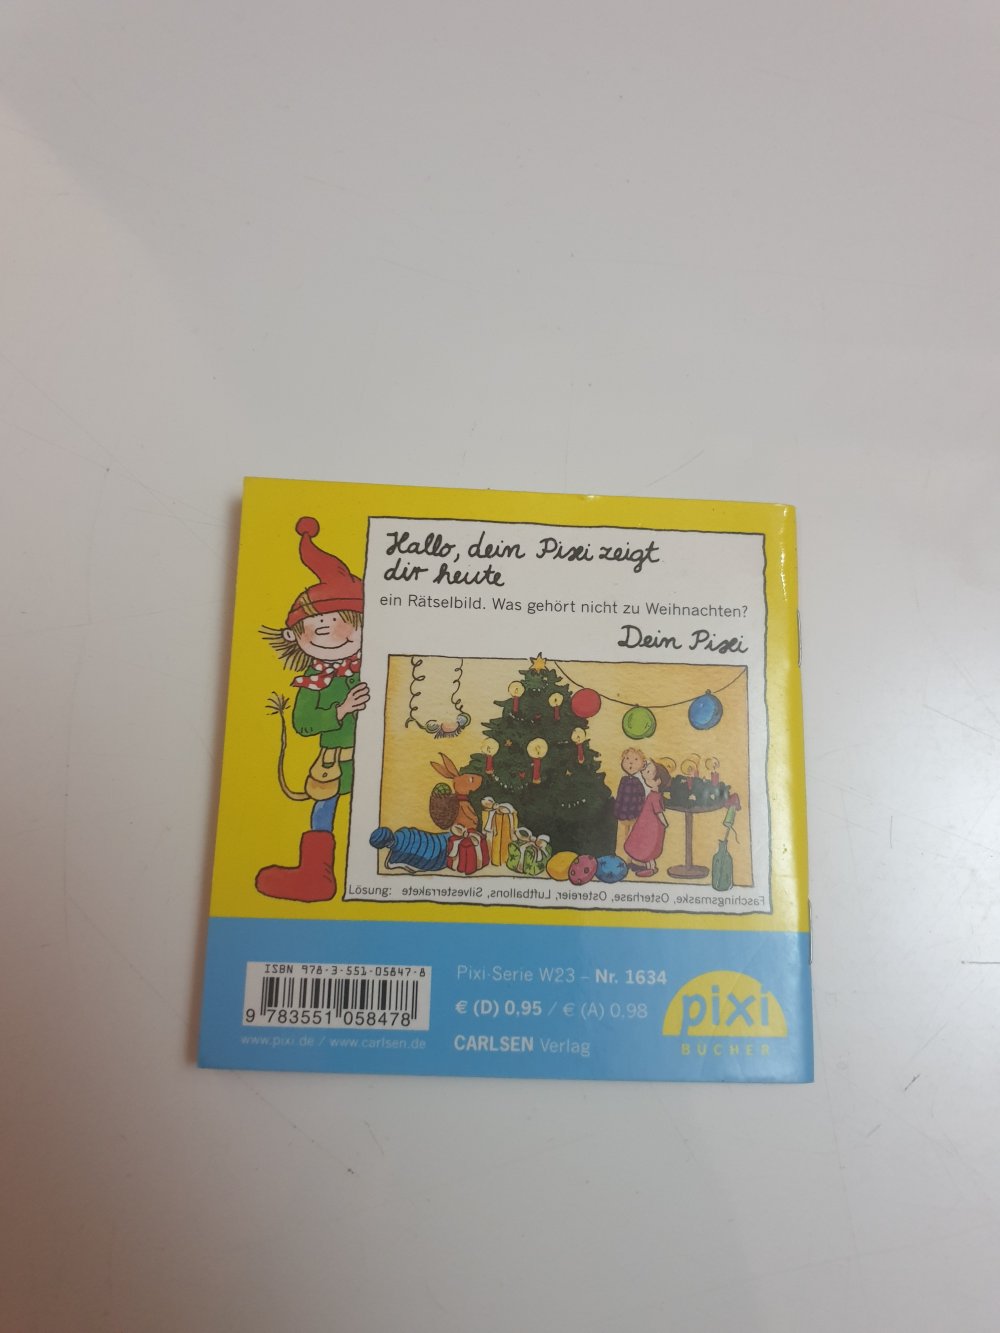 Hallo, dein Pixi zeigt
dir heute
ein Rätselbild. Was gehört nicht zu Weihnachten?
Dein Pixi
Lösung: Faschingsmaske, Osterhase, Ostereier, Luftballons, Silvesterrakete
ISBN 978-3-551-05847-8
9 783551 058478
www.pixi.de / www.carlsen.de
Pixi-Serie W23 – Nr. 1634
€ (D) 0,95 / € (A) 0,98
CARLSEN Verlag
pixi
BÜCHER